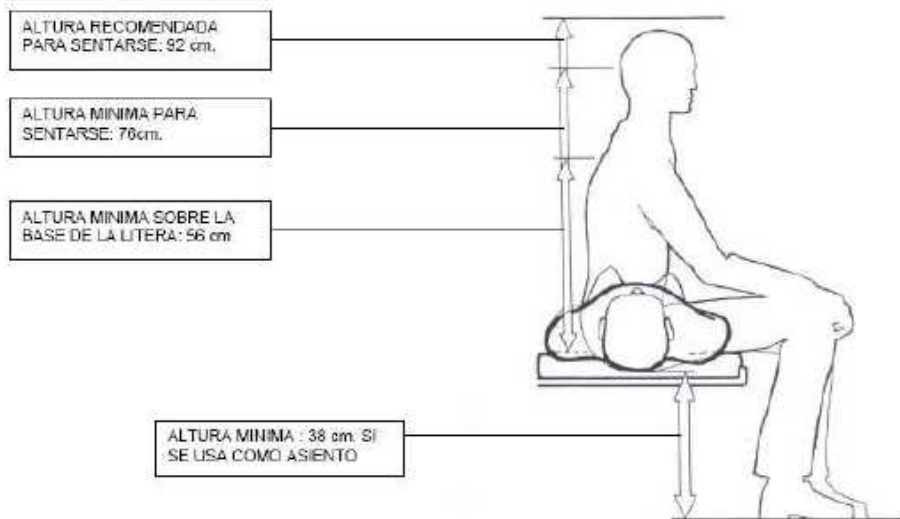 ALTURA RECOMENDADA
PARA SENTARSE: 92 cm.
ALTURA MINIMA PARA
SENTARSE: 76cm.
ALTURA MINIMA SOBRE LA
BASE DE LA LITERA: 56 cm
ALTURA MINIMA : 38 cm. SI
SE USA COMO ASIENTO